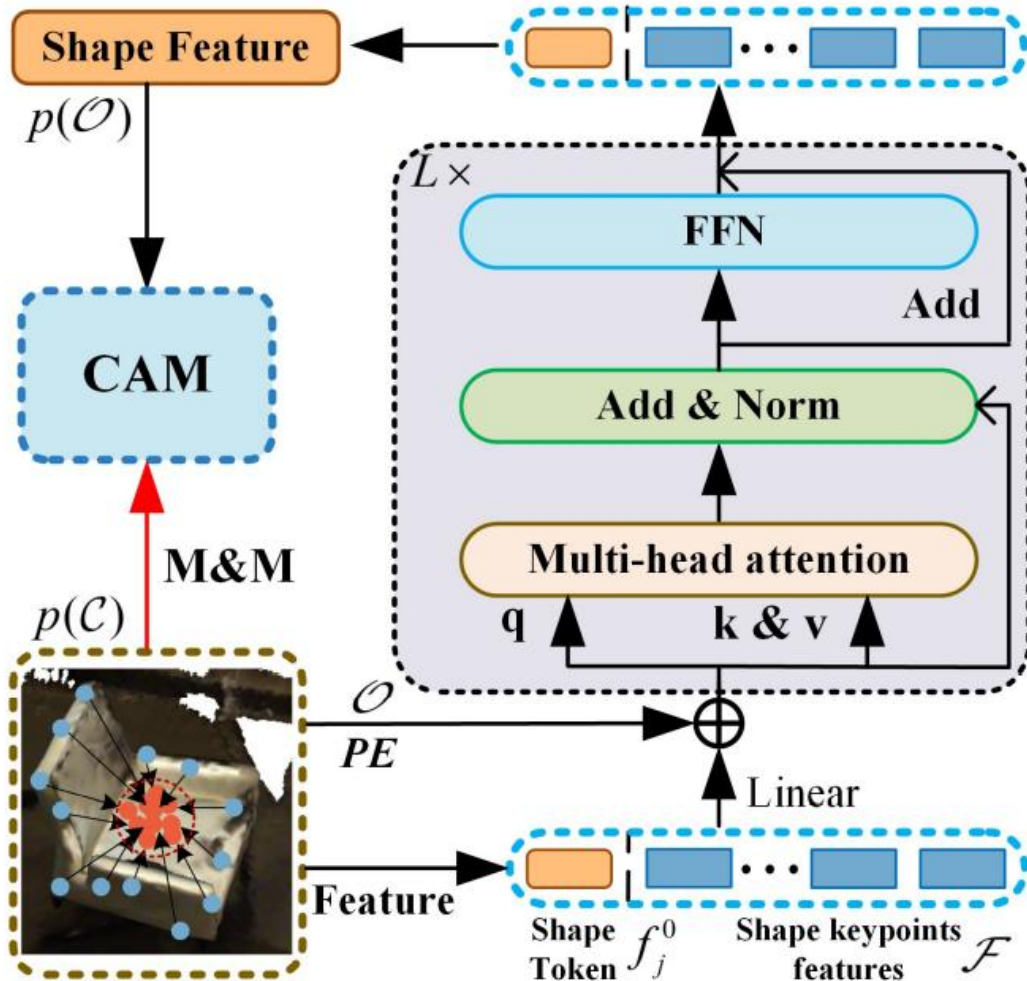 Shape Feature
p(𝒪)
L ×
FFN
Add
CAM
Add & Norm
M&M
Multi-head attention
q
k & v
p(𝒞)
𝒪
PE
Linear
Feature
Shape
Token
f_j^0
Shape keypoints
features
ℱ